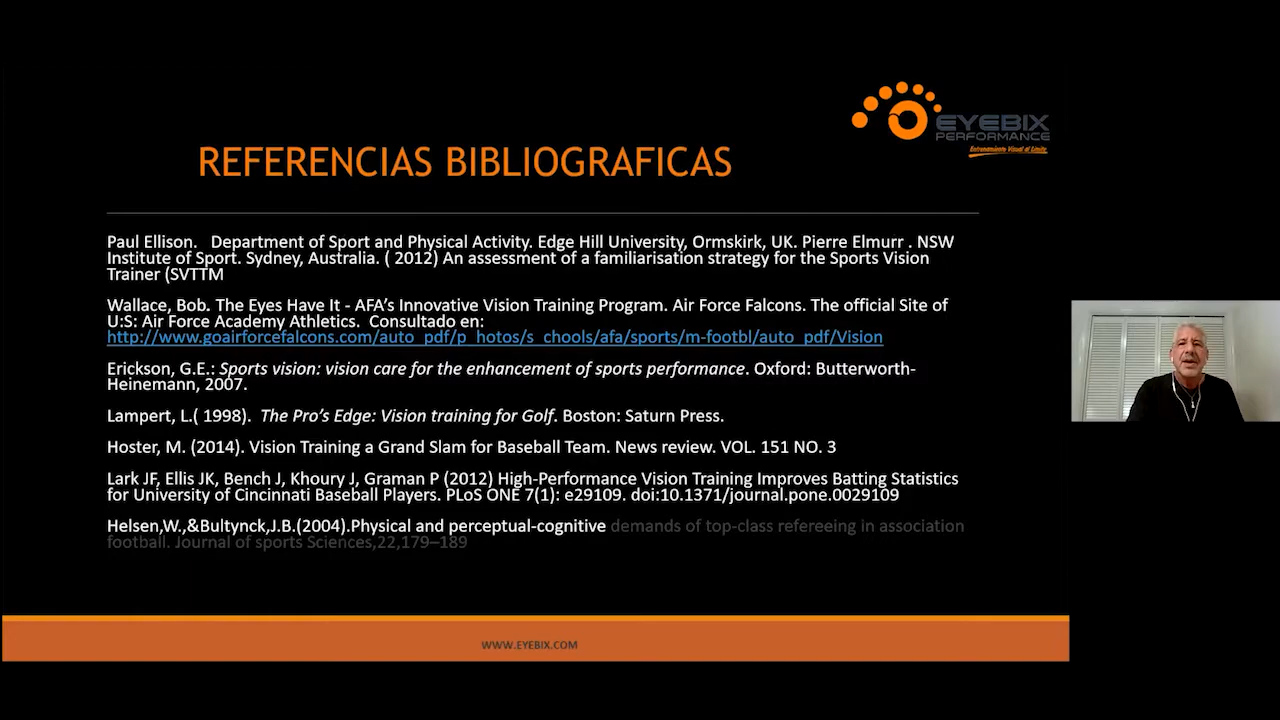 EYEBIX
PERFORMANCE
Entrenamiento Visual al Limite
REFERENCIAS BIBLIOGRAFICAS
Paul Ellison. Department of Sport and Physical Activity. Edge Hill University, Ormskirk, UK. Pierre Elmurr . NSW
Institute of Sport. Sydney, Australia. ( 2012) An assessment of a familiarisation strategy for the Sports Vision
Trainer (SVTTM
Wallace, Bob. The Eyes Have It - AFA's Innovative Vision Training Program. Air Force Falcons. The official Site of
U:S: Air Force Academy Athletics. Consultado en:
http://www.goairforcefalcons.com/auto_pdf/p_hotos/s_chools/afa/sports/m-footbl/auto_pdf/Vision
Erickson, G.E.: Sports vision: vision care for the enhancement of sports performance. Oxford: Butterworth-
Heinemann, 2007.
Lampert, L.( 1998). The Pro's Edge: Vision training for Golf. Boston: Saturn Press.
Hoster, M. (2014). Vision Training a Grand Slam for Baseball Team. News review. VOL. 151 NO. 3
Lark JF, Ellis JK, Bench J, Khoury J, Graman P (2012) High-Performance Vision Training Improves Batting Statistics
for University of Cincinnati Baseball Players. PLoS ONE 7(1): e29109. doi:10.1371/journal.pone.0029109
Helsen,W.,&Bultynck,J.B.(2004).Physical and perceptual-cognitive demands of top-class refereeing in association
football. Journal of sports Sciences,22,179–189
WWW.EYEBIX.COM